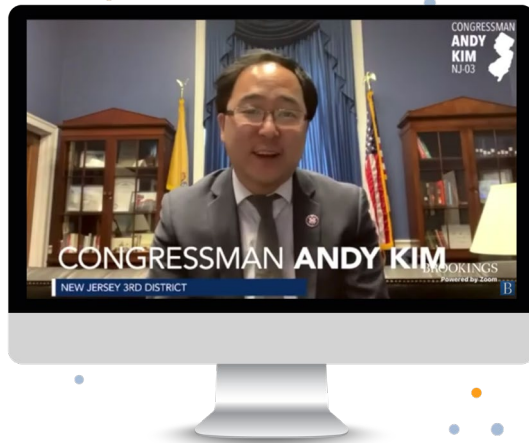 CONGRESSMAN
ANDY
KIM
NJ-03
CONGRESSMAN ANDY KIM
BROOKINGS
Powered by Zoom
NEW JERSEY 3RD DISTRICT
B